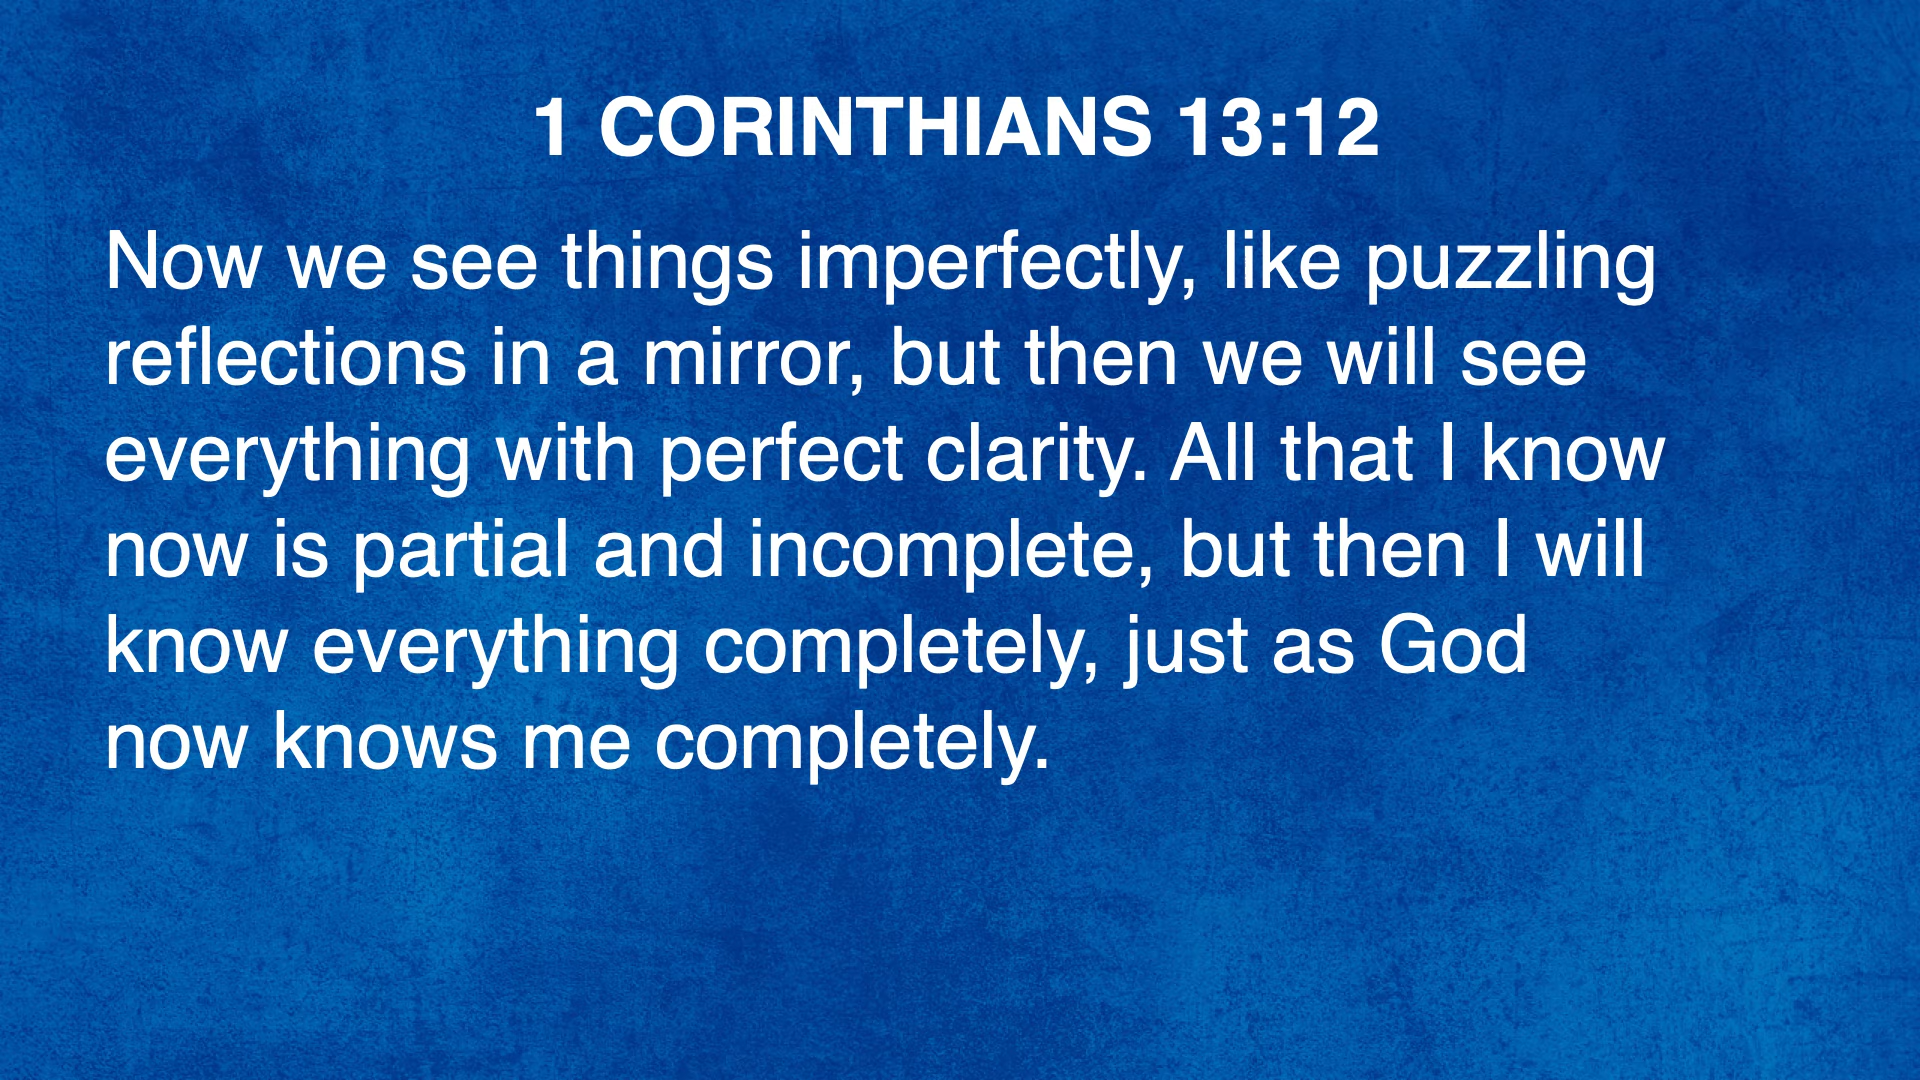 1 CORINTHIANS 13:12
Now we see things imperfectly, like puzzling
reflections in a mirror, but then we will see
everything with perfect clarity. All that I know
now is partial and incomplete, but then I will
know everything completely, just as God
now knows me completely.